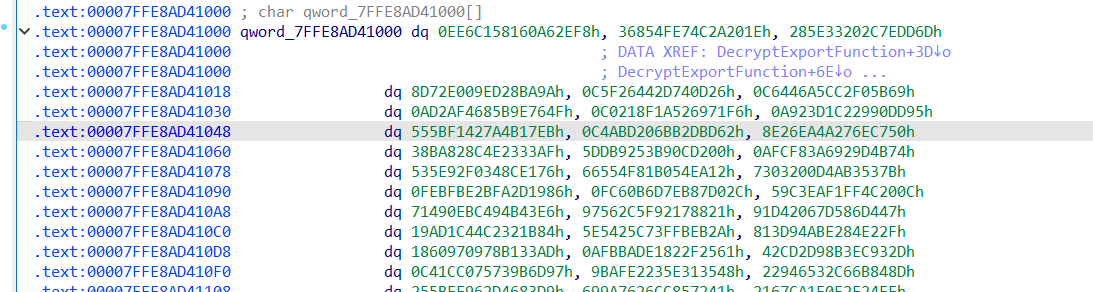 .text:00007FFE8AD41000 ; char qword_7FFE8AD41000[]
.text:00007FFE8AD41000 qword_7FFE8AD41000 dq 0EE6C158160A62EF8h, 36854FE74C2A201Eh, 285E33202C7EDD6Dh
.text:00007FFE8AD41000 ; DATA XREF: DecryptExportFunction+3D↓o
.text:00007FFE8AD41000 ; DecryptExportFunction+6E↓o ...
.text:00007FFE8AD41018 dq 8D72E009ED28BA9Ah, 0C5F26442D740D26h, 0C6446A5CC2F05B69h
.text:00007FFE8AD41030 dq 0AD2AF4685B9E764Fh, 0C0218F1A526971F6h, 0A923D1C22990DD95h
.text:00007FFE8AD41048 dq 555BF1427A4B17EBh, 0C4ABD206BB2DBD62h, 8E26EA4A276EC750h
.text:00007FFE8AD41060 dq 38BA828C4E2333AFh, 5DDB9253B90CD200h, 0AFCF83A6929D4B74h
.text:00007FFE8AD41078 dq 535E92F0348CE176h, 66554F81B054EA12h, 7303200D4AB3537Bh
.text:00007FFE8AD41090 dq 0FEBFBE2BFA2D1986h, 0FC60B6D7EB87D02Ch, 59C3EAF1FF4C200Ch
.text:00007FFE8AD410A8 dq 71490EBC494B43E6h, 97562C5F92178821h, 91D42067D586D447h
.text:00007FFE8AD410C0 dq 19AD1C44C2321B84h, 5E5425C73FFBEB2Ah, 813D94ABE284E22Fh
.text:00007FFE8AD410D8 dq 1860970978B133ADh, 0AFBBADE1822F2561h, 42CD2D98B3EC932Dh
.text:00007FFE8AD410F0 dq 0C41CC075739B6D97h, 9BAFE2235E313548h, 22946532C66B848Dh